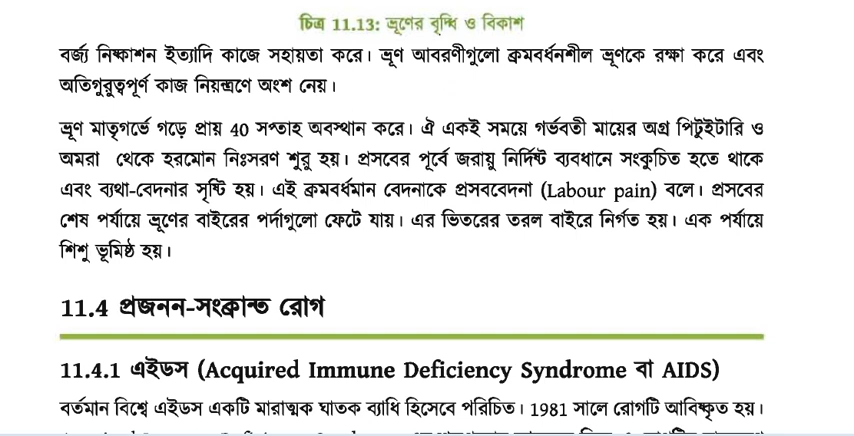 চিত্র 11.13: ভ্রূণের বৃদ্ধি ও বিকাশ
বর্জ্য নিষ্কাশন ইত্যাদি কাজে সহায়তা করে। ভ্রূণ আবরণীগুলো ক্রমবর্ধনশীল ভ্রূণকে রক্ষা করে এবং
অতিগুরুত্বপূর্ণ কাজ নিয়ন্ত্রণে অংশ নেয়।
ভ্রূণ মাতৃগর্ভে গড়ে প্রায় 40 সপ্তাহ অবস্থান করে। ঐ একই সময়ে গর্ভবতী মায়ের অগ্র পিটুইটারি ও
অমরা থেকে হরমোন নিঃসরণ শুরু হয়। প্রসবের পূর্বে জরায়ু নির্দিষ্ট ব্যবধানে সংকুচিত হতে থাকে
এবং ব্যথা-বেদনার সৃষ্টি হয়। এই ক্রমবর্ধমান বেদনাকে প্রসববেদনা (Labour pain) বলে। প্রসবের
শেষ পর্যায়ে ভ্রূণের বাইরের পর্দাগুলো ফেটে যায়। এর ভিতরের তরল বাইরে নির্গত হয়। এক পর্যায়ে
শিশু ভূমিষ্ঠ হয়।
11.4 প্রজনন-সংক্রান্ত রোগ
11.4.1 এইডস (Acquired Immune Deficiency Syndrome বা AIDS)
বর্তমান বিশ্বে এইডস একটি মারাত্মক ঘাতক ব্যাধি হিসেবে পরিচিত। 1981 সালে রোগটি আবিষ্কৃত হয়।